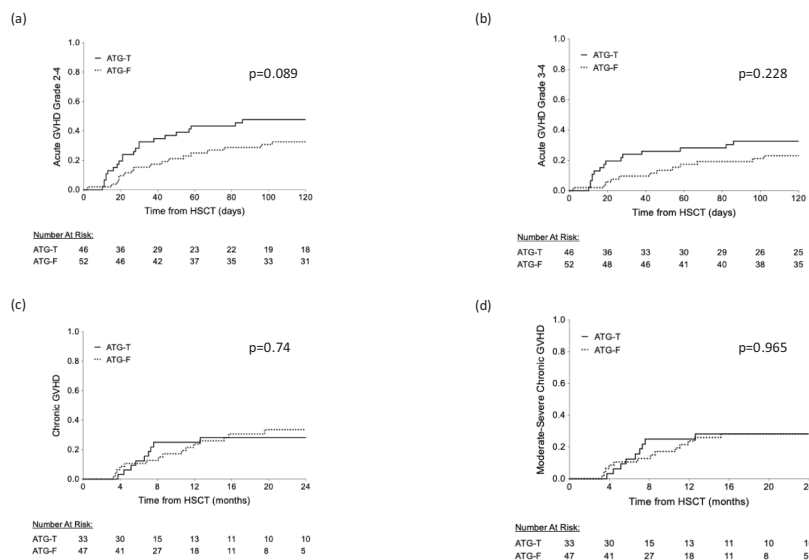 (a)
Acute GVHD Grade 2-4
1.0
0.8
0.6
0.4
0.2
0.0
ATG-T
ATG-F
p=0.089
0 20 40 60 80 100 120
Time from HSCT (days)
Number At Risk:
ATG-T 46 36 29 23 22 19 18
ATG-F 52 46 42 37 35 33 31
(b)
Acute GVHD Grade 3-4
1.0
0.8
0.6
0.4
0.2
0.0
ATG-T
ATG-F
p=0.228
0 20 40 60 80 100 120
Time from HSCT (days)
Number At Risk:
ATG-T 46 36 33 30 29 26 25
ATG-F 52 48 46 41 40 38 35
(c)
Chronic GVHD
1.0
0.8
0.6
0.4
0.2
0.0
ATG-T
ATG-F
p=0.74
0 4 8 12 16 20 24
Time from HSCT (months)
Number At Risk:
ATG-T 33 30 15 13 11 10 10
ATG-F 47 41 27 18 11 8 5
(d)
Moderate-Severe Chronic GVHD
1.0
0.8
0.6
0.4
0.2
0.0
ATG-T
ATG-F
p=0.965
0 4 8 12 16 20
Time from HSCT (months)
Number At Risk:
ATG-T 33 30 15 13 11 10
ATG-F 47 41 27 18 11 8